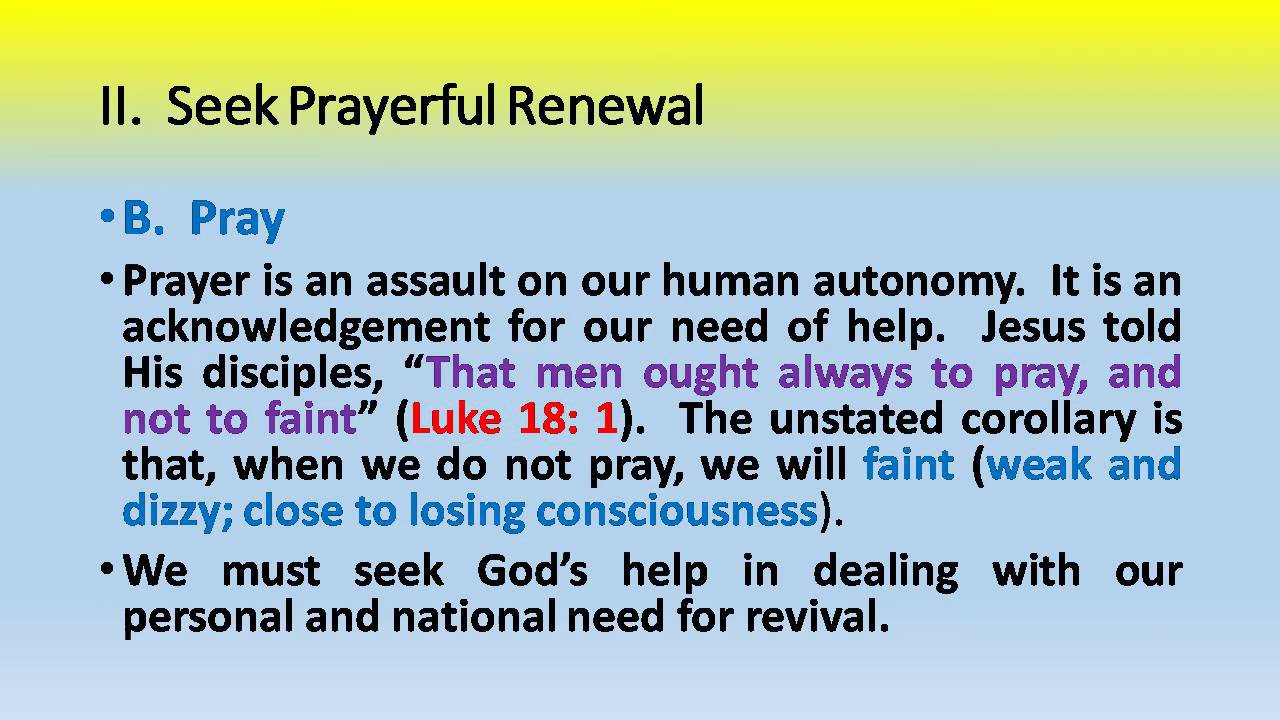 II. Seek Prayerful Renewal
• B. Pray
• Prayer is an assault on our human autonomy. It is an
acknowledgement for our need of help. Jesus told
His disciples, “That men ought always to pray, and
not to faint” (Luke 18: 1). The unstated corollary is
that, when we do not pray, we will faint (weak and
dizzy; close to losing consciousness).
• We must seek God’s help in dealing with our
personal and national need for revival.